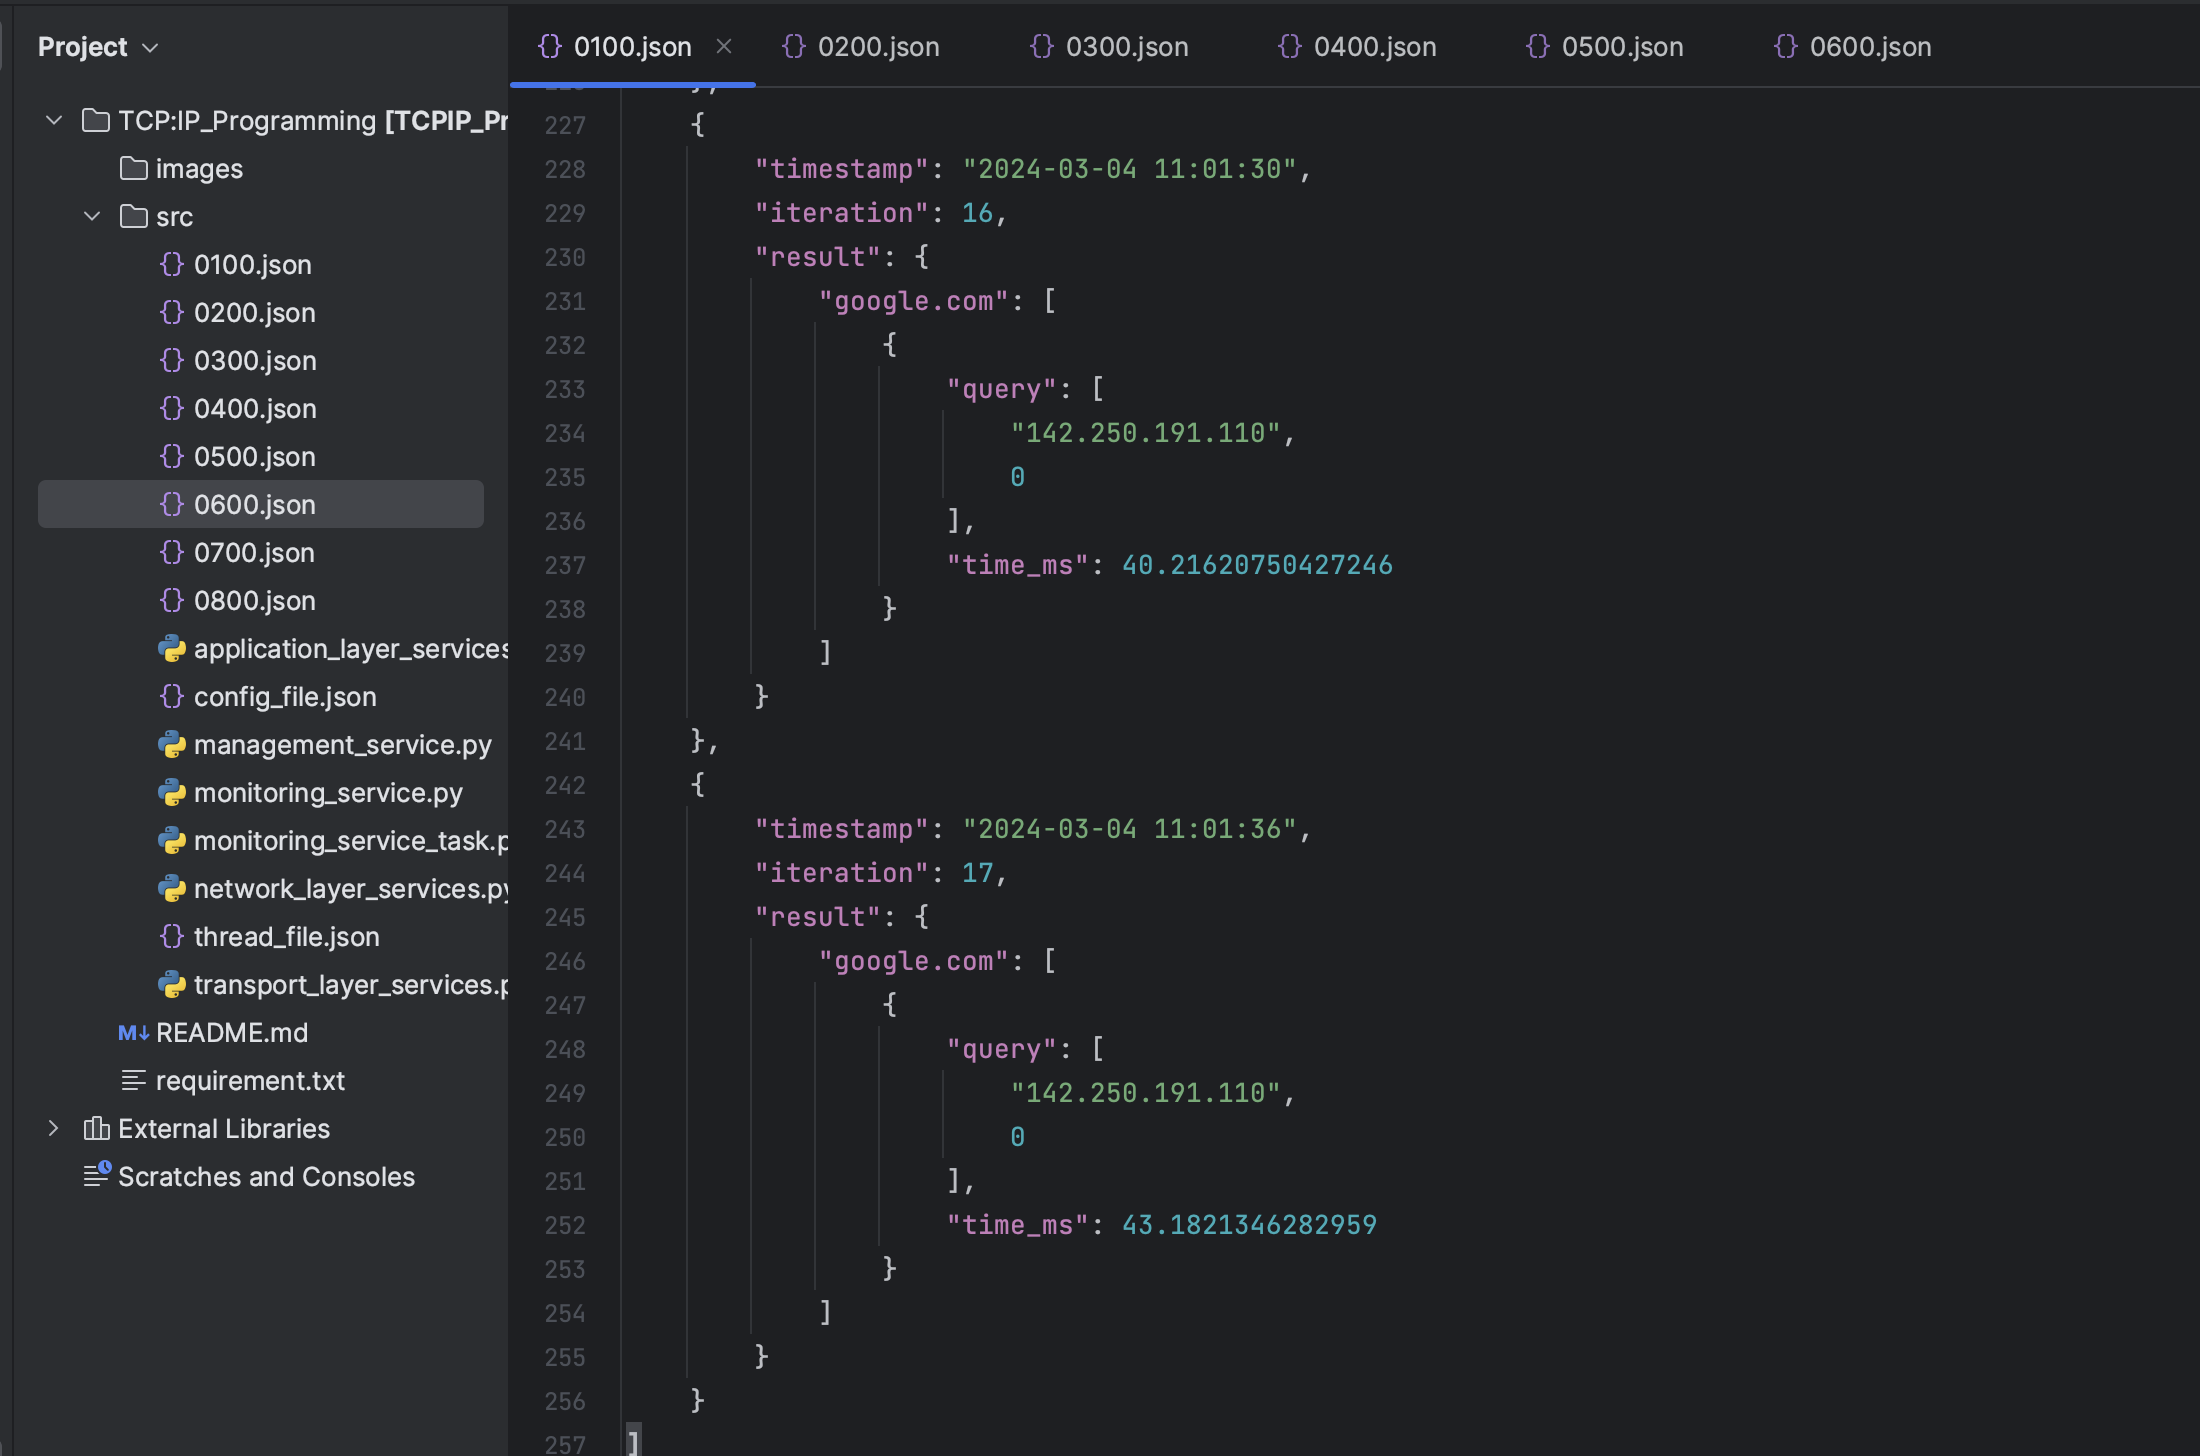 Project
TCP:IP_Programming [TCPIP_Pr
images
src
0100.json
0200.json
0300.json
0400.json
0500.json
0600.json
0700.json
0800.json
application_layer_services
config_file.json
management_service.py
monitoring_service.py
monitoring_service_task.p
network_layer_services.py
thread_file.json
transport_layer_services.p
M↓ README.md
requirement.txt
External Libraries
Scratches and Consoles
{} 0100.json × {} 0200.json {} 0300.json {} 0400.json {} 0500.json {} 0600.json
},
227 {
228 "timestamp": "2024-03-04 11:01:30",
229 "iteration": 16,
230 "result": {
231 "google.com": [
232 {
233 "query": [
234 "142.250.191.110",
235 0
236 ],
237 "time_ms": 40.21620750427246
238 }
239 ]
240 }
241 },
242 {
243 "timestamp": "2024-03-04 11:01:36",
244 "iteration": 17,
245 "result": {
246 "google.com": [
247 {
248 "query": [
249 "142.250.191.110",
250 0
251 ],
252 "time_ms": 43.1821346282959
253 }
254 ]
255 }
256 }
257 ]